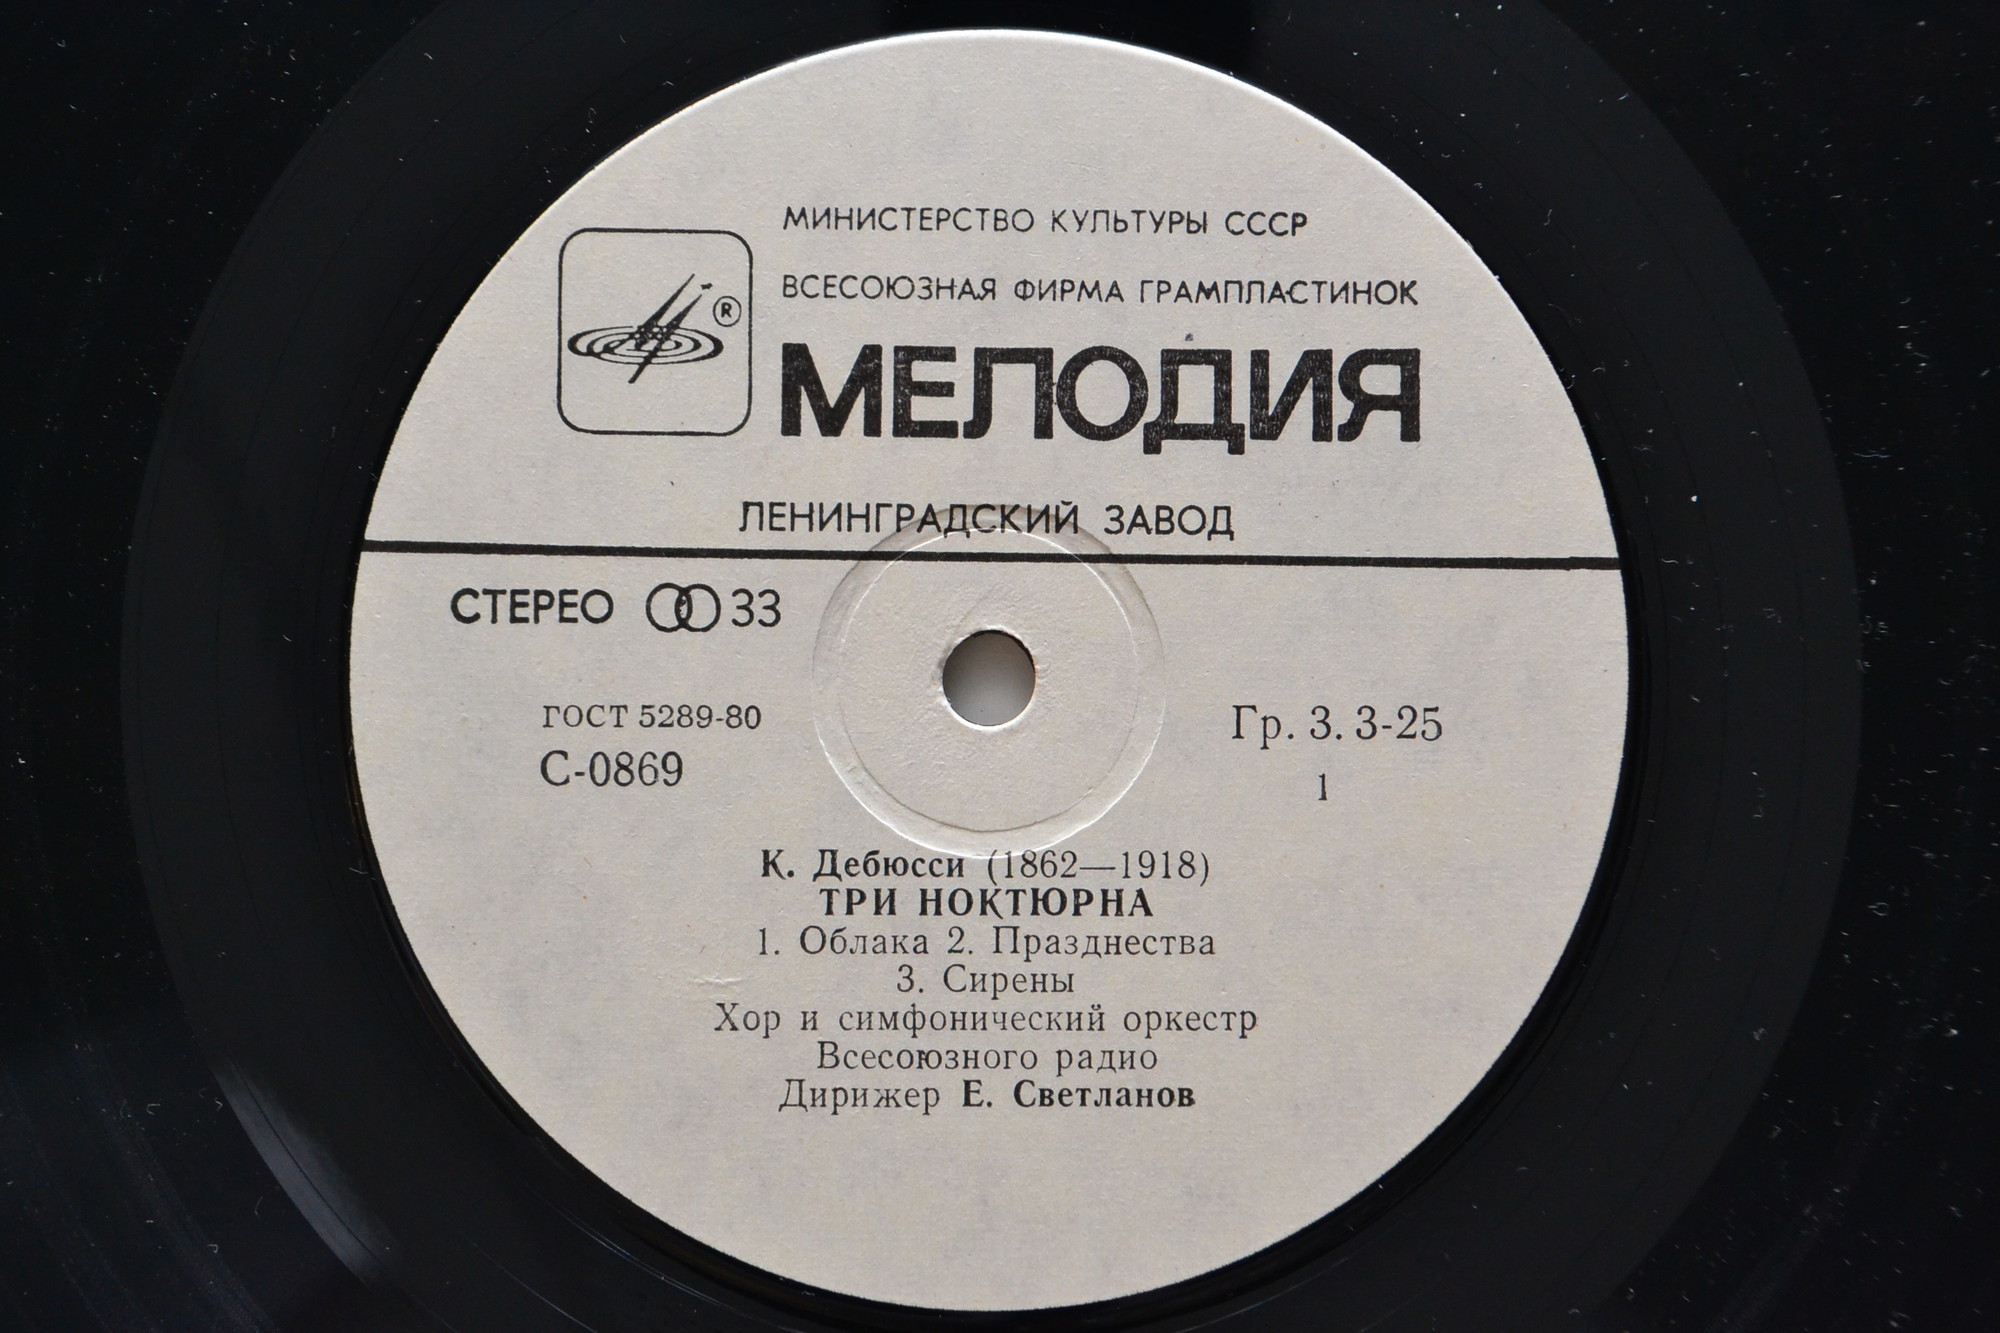 МИНИСТЕРСТВО КУЛЬТУРЫ СССР
ВСЕСОЮЗНАЯ ФИРМА ГРАМПЛАСТИНОК
®
МЕЛОДИЯ
ЛЕНИНГРАДСКИЙ ЗАВОД
СТЕРЕО 33
ГОСТ 5289-80
Гр. 3. 3-25
С-0869
1
К. Дебюсси (1862—1918)
ТРИ НОКТЮРНА
1. Облака 2. Празднества
3. Сирены
Хор и симфонический оркестр
Всесоюзного радио
Дирижер Е. Светланов